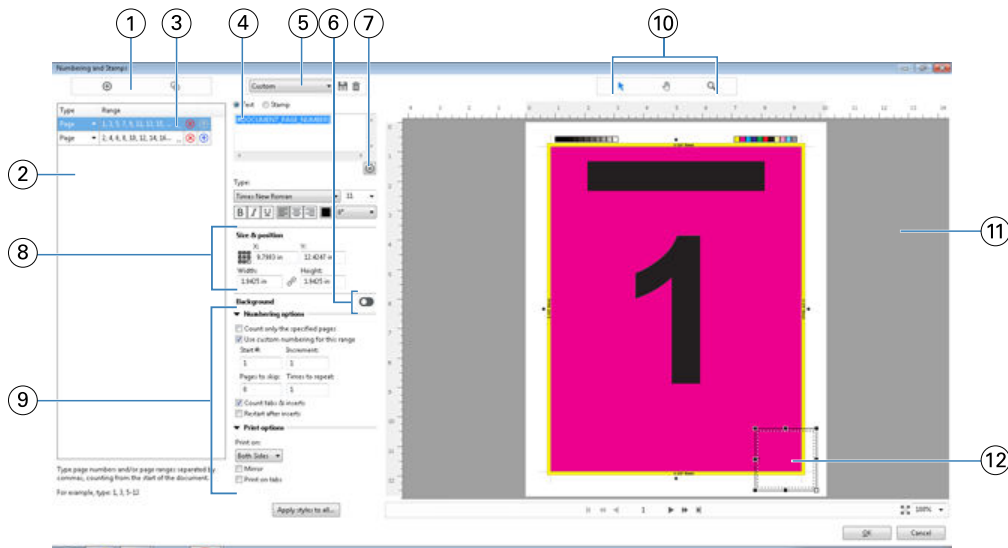 1
3
4
5
6
7
10
Numbering and Stamps
Custom
Type
Range
Text
Stamp
Page
1, 3, 5, 7, 9, 11, 13, 15, ...
Page
2, 4, 6, 8, 10, 12, 14, 16...
2
Type:
Times New Roman
11
B I U
0°
8
Size & position
X:
Y:
9.7983 in
12.4247 in
Width:
Height:
1.9425 in
1.9425 in
Background
Numbering options
Count only the specified pages
Use custom numbering for this range
Start #:
Increment:
1
1
Pages to skip:
Times to repeat:
1
9
Count tabs & inserts
Restart after inserts
Print options
Print on:
Both Sides
Mirror
Print on tabs
Type page numbers and/or page ranges separated by
commas, counting from the start of the document.
For example, type: 1, 3, 5-12
Apply styles to all...
1
11
12
1
100%
OK
Cancel